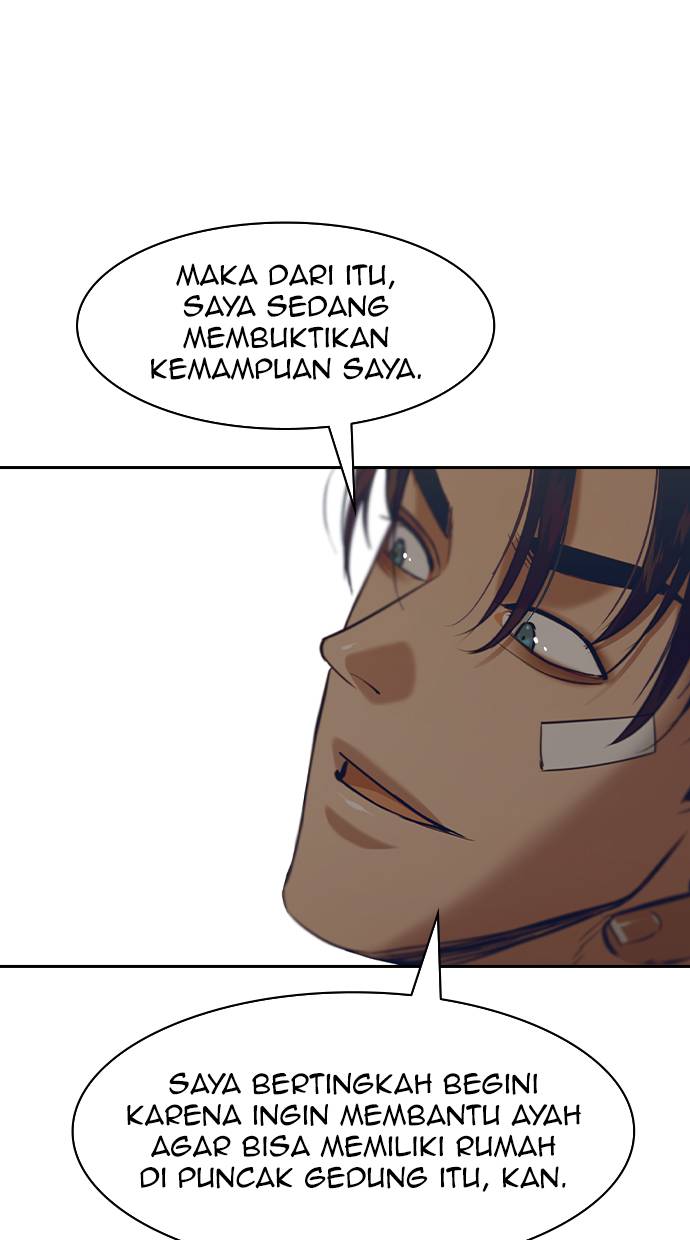 MAKA DARI ITU,
SAYA SEDANG
MEMBUKTIKAN
KEMAMPUAN SAYA.
SAYA BERTINGKAH BEGINI
KARENA INGIN MEMBANTU AYAH
AGAR BISA MEMILIKI RUMAH
DI PUNCAK GEDUNG ITU, KAN.